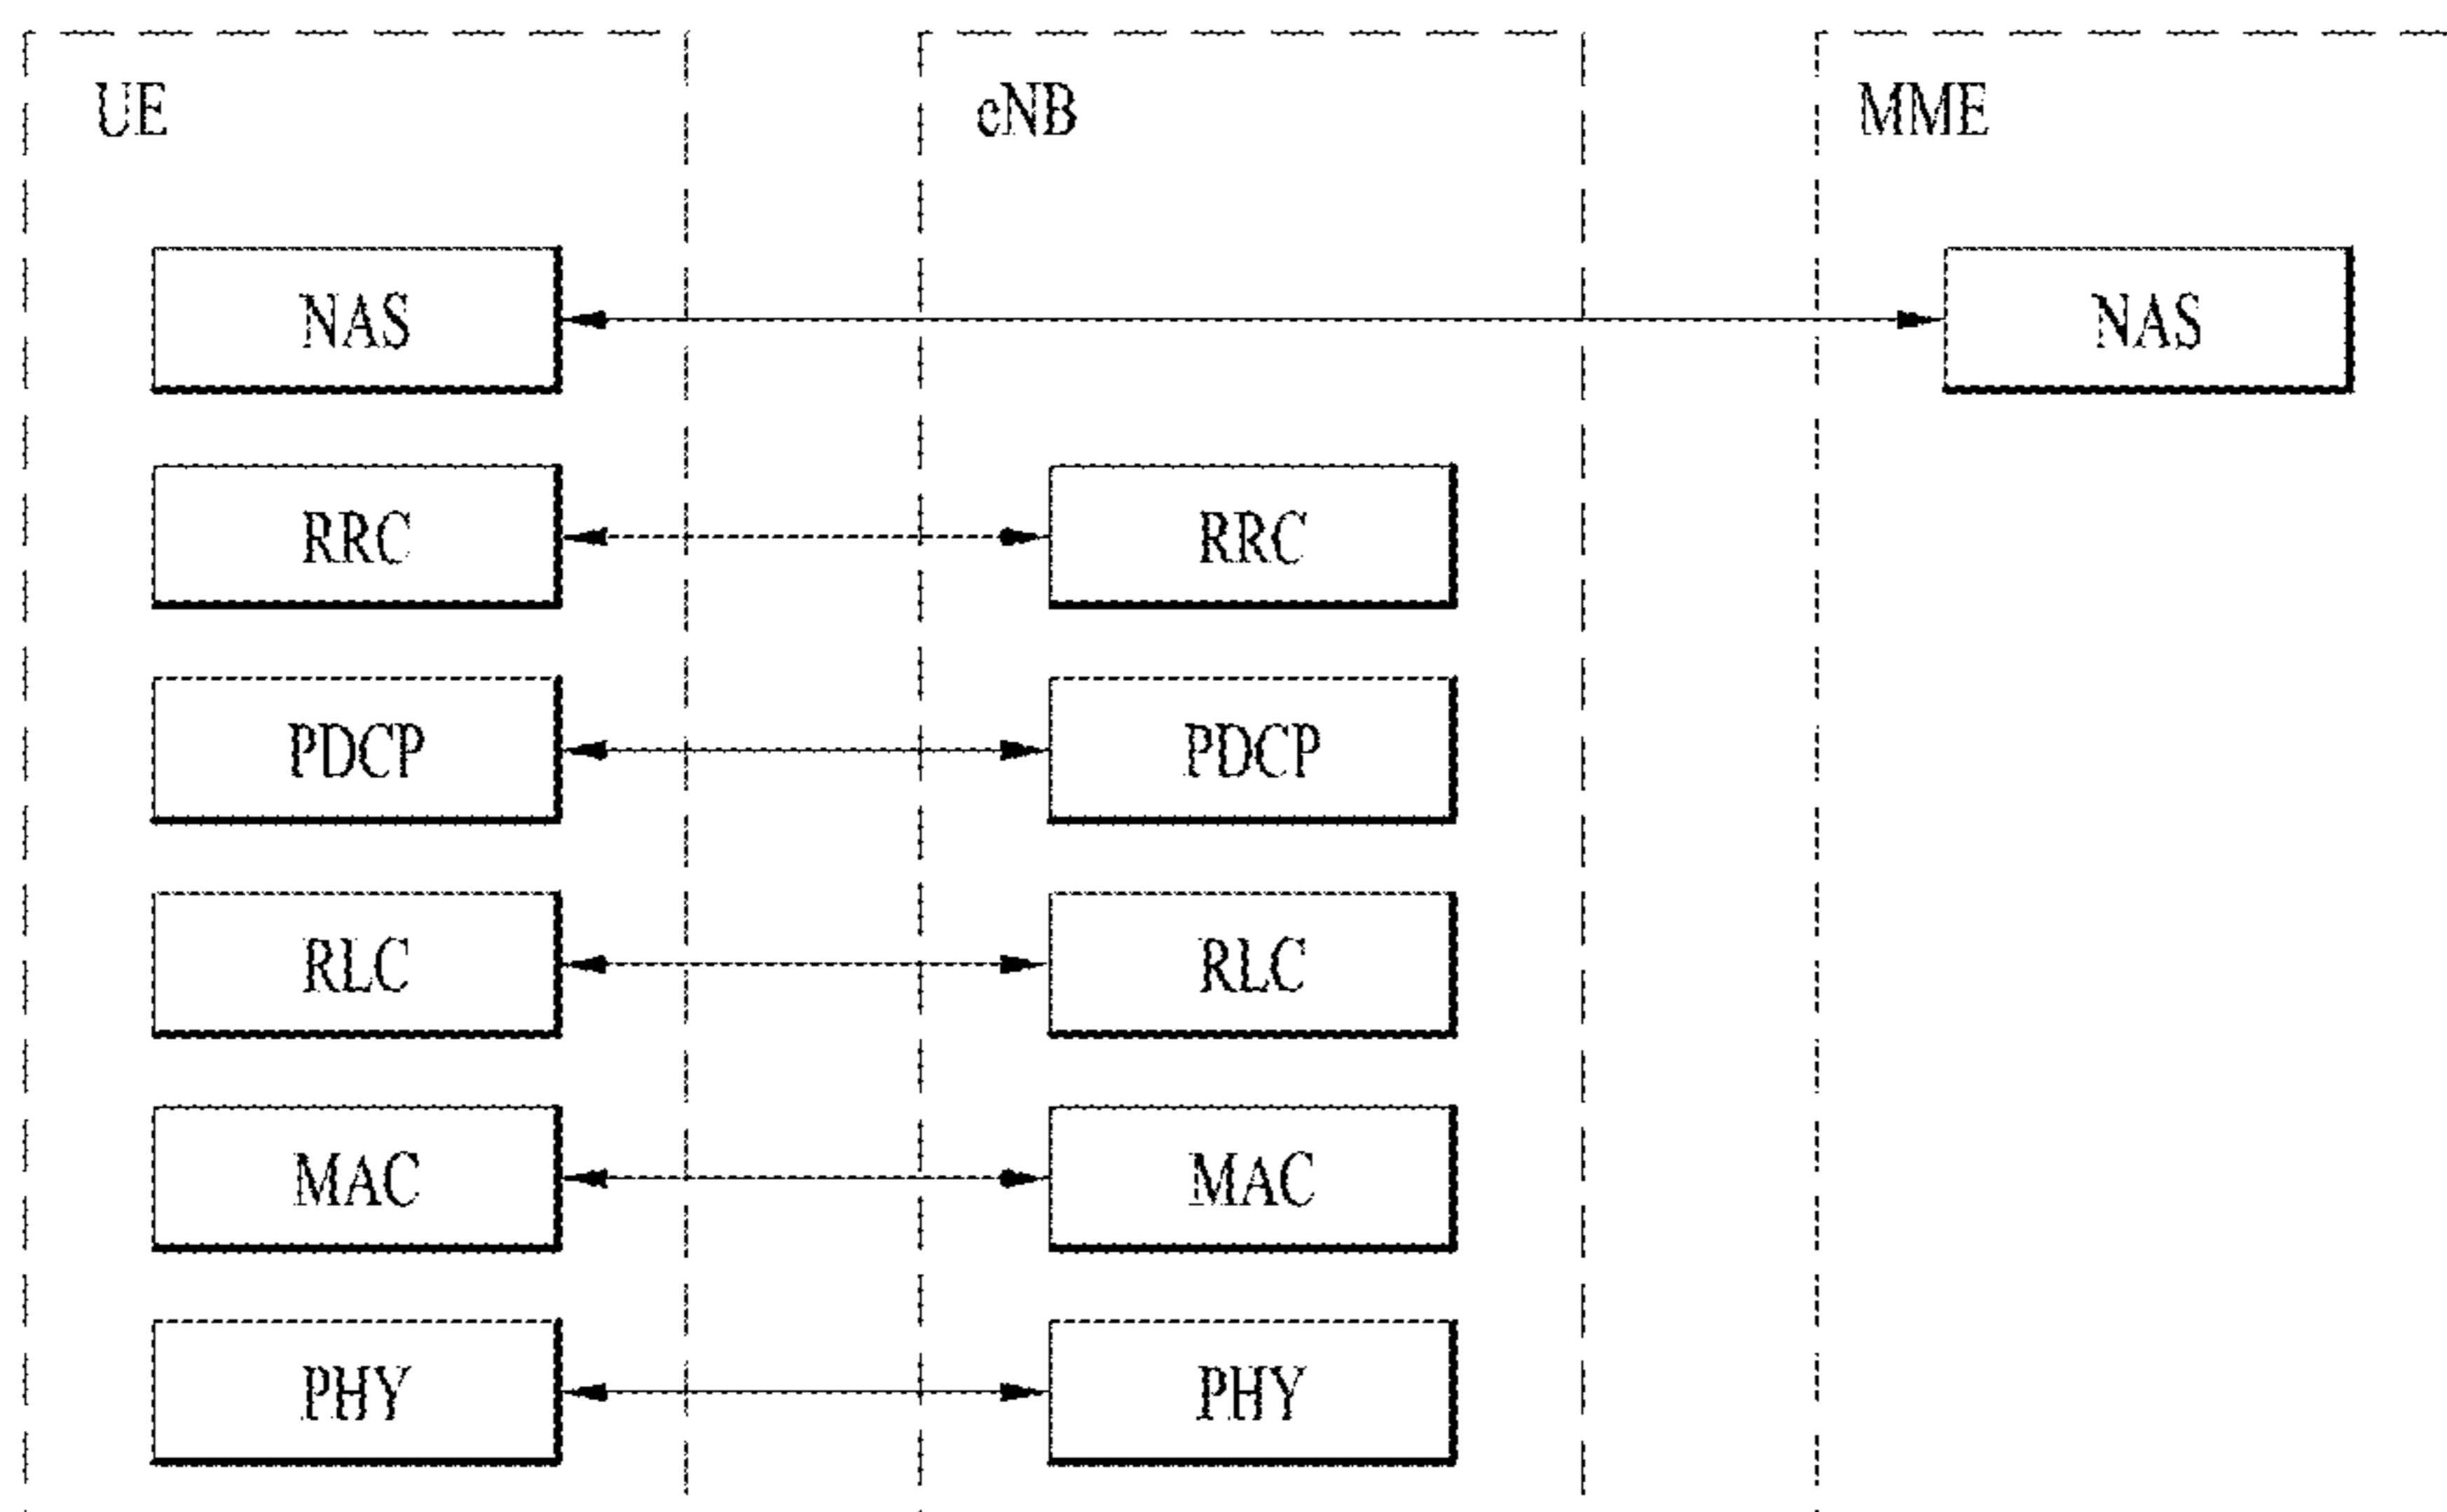 UE
eNB
MME
NAS
NAS
RRC
RRC
PDCP
PDCP
RLC
RLC
MAC
MAC
PHY
PHY